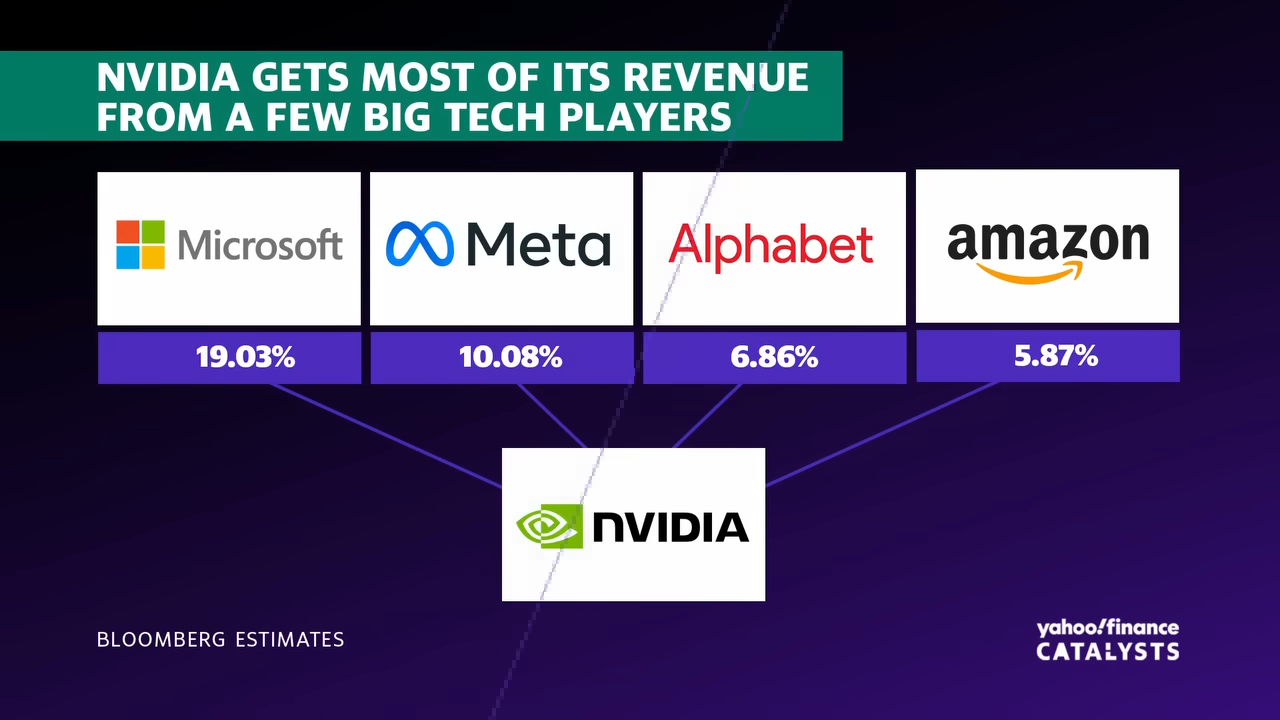 NVIDIA GETS MOST OF ITS REVENUE
FROM A FEW BIG TECH PLAYERS
Microsoft
Meta
Alphabet
amazon
19.03%
10.08%
6.86%
5.87%
NVIDIA
BLOOMBERG ESTIMATES
yahoo!finance
CATALYSTS